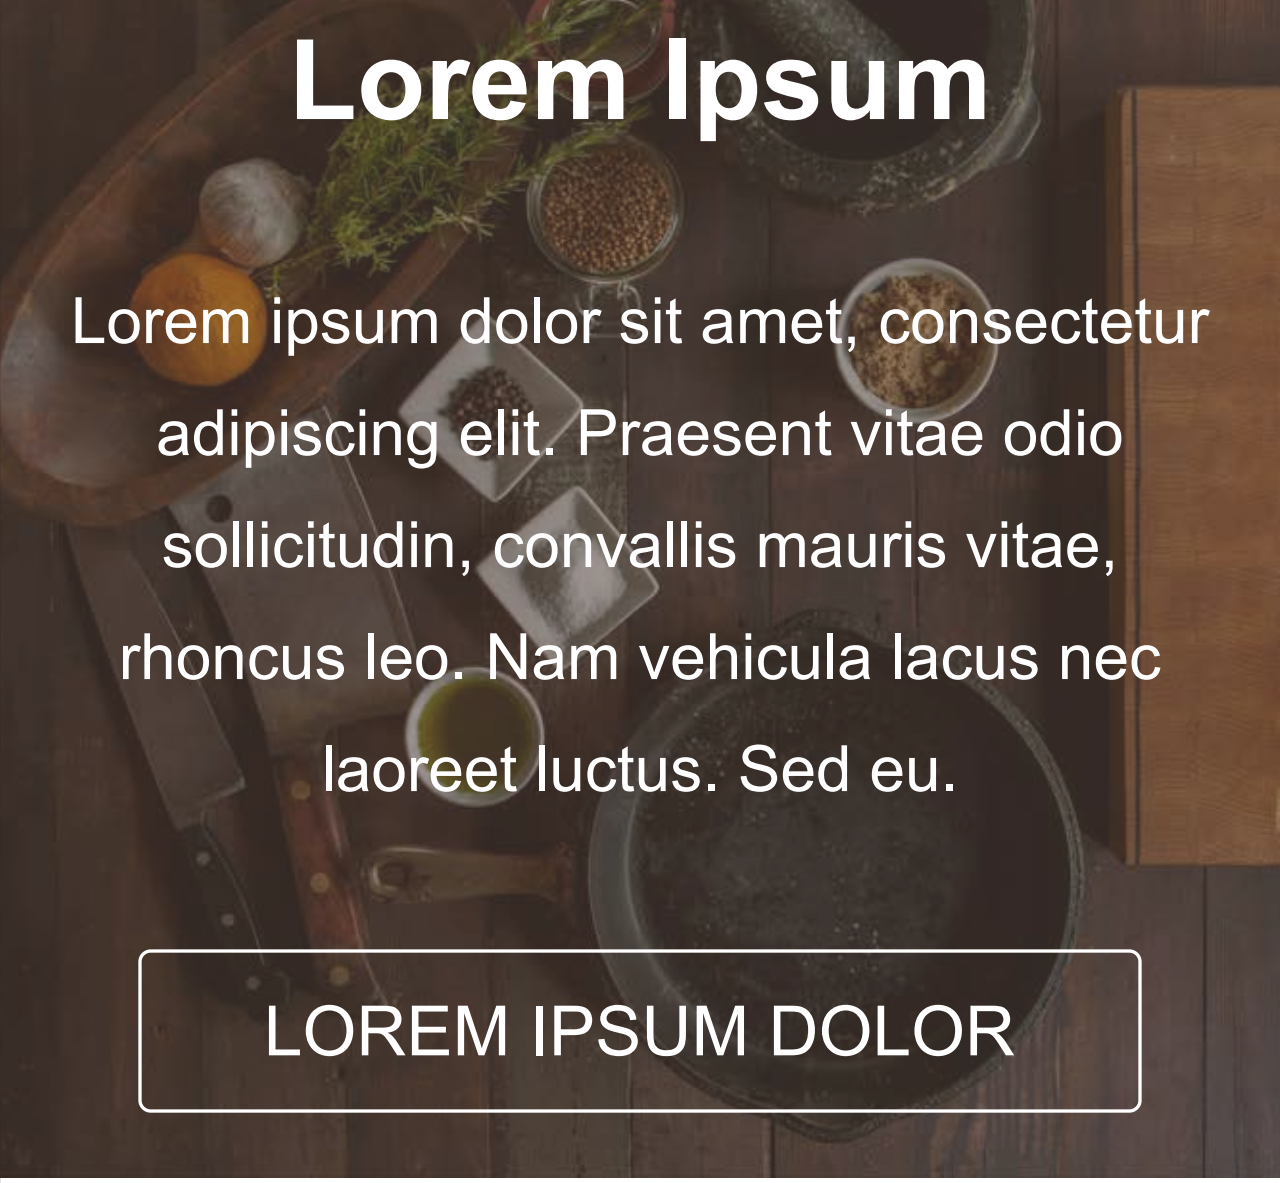 Lorem Ipsum
Lorem ipsum dolor sit amet, consectetur
adipiscing elit. Praesent vitae odio
sollicitudin, convallis mauris vitae,
rhoncus leo. Nam vehicula lacus nec
laoreet luctus. Sed eu.
LOREM IPSUM DOLOR